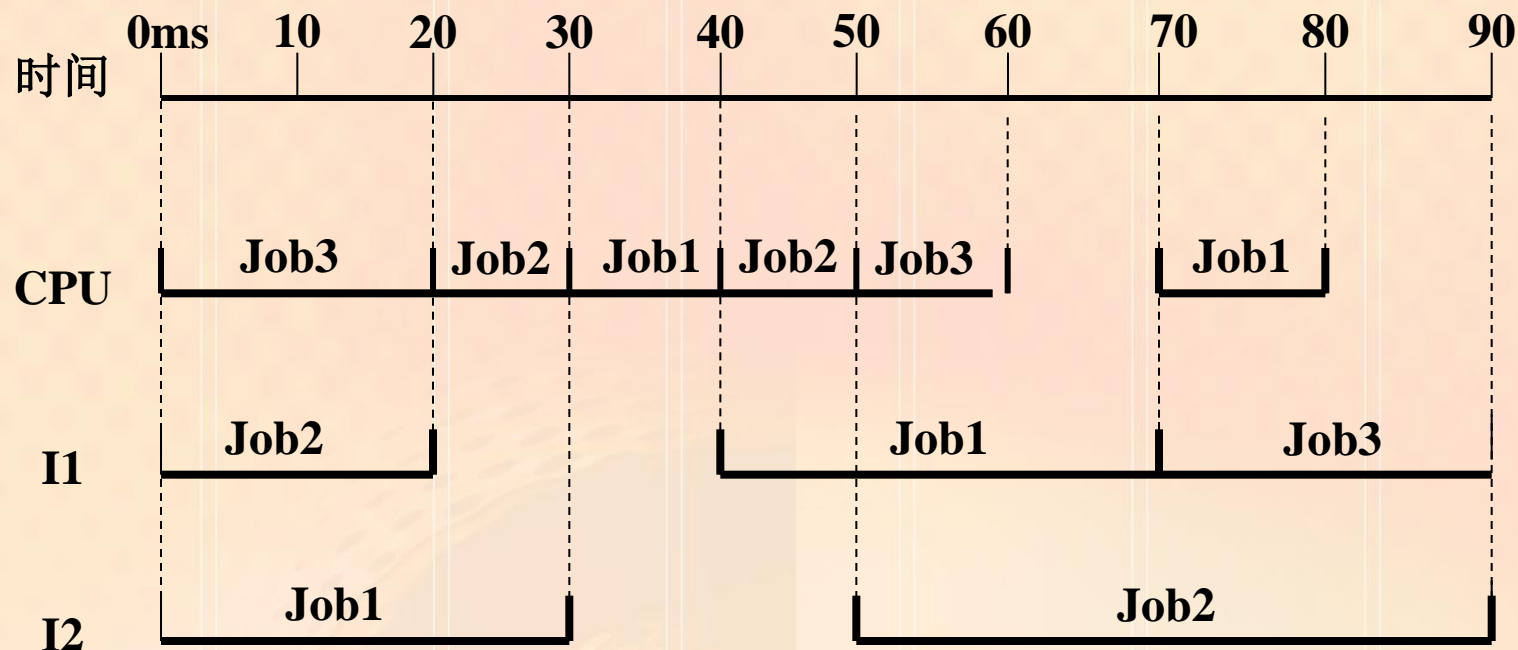 0ms 10 20 30 40 50 60 70 80 90
时间
Job3 Job2 Job1 Job2 Job3 Job1
CPU
Job2 Job1 Job3
I1
Job1 Job2
I2